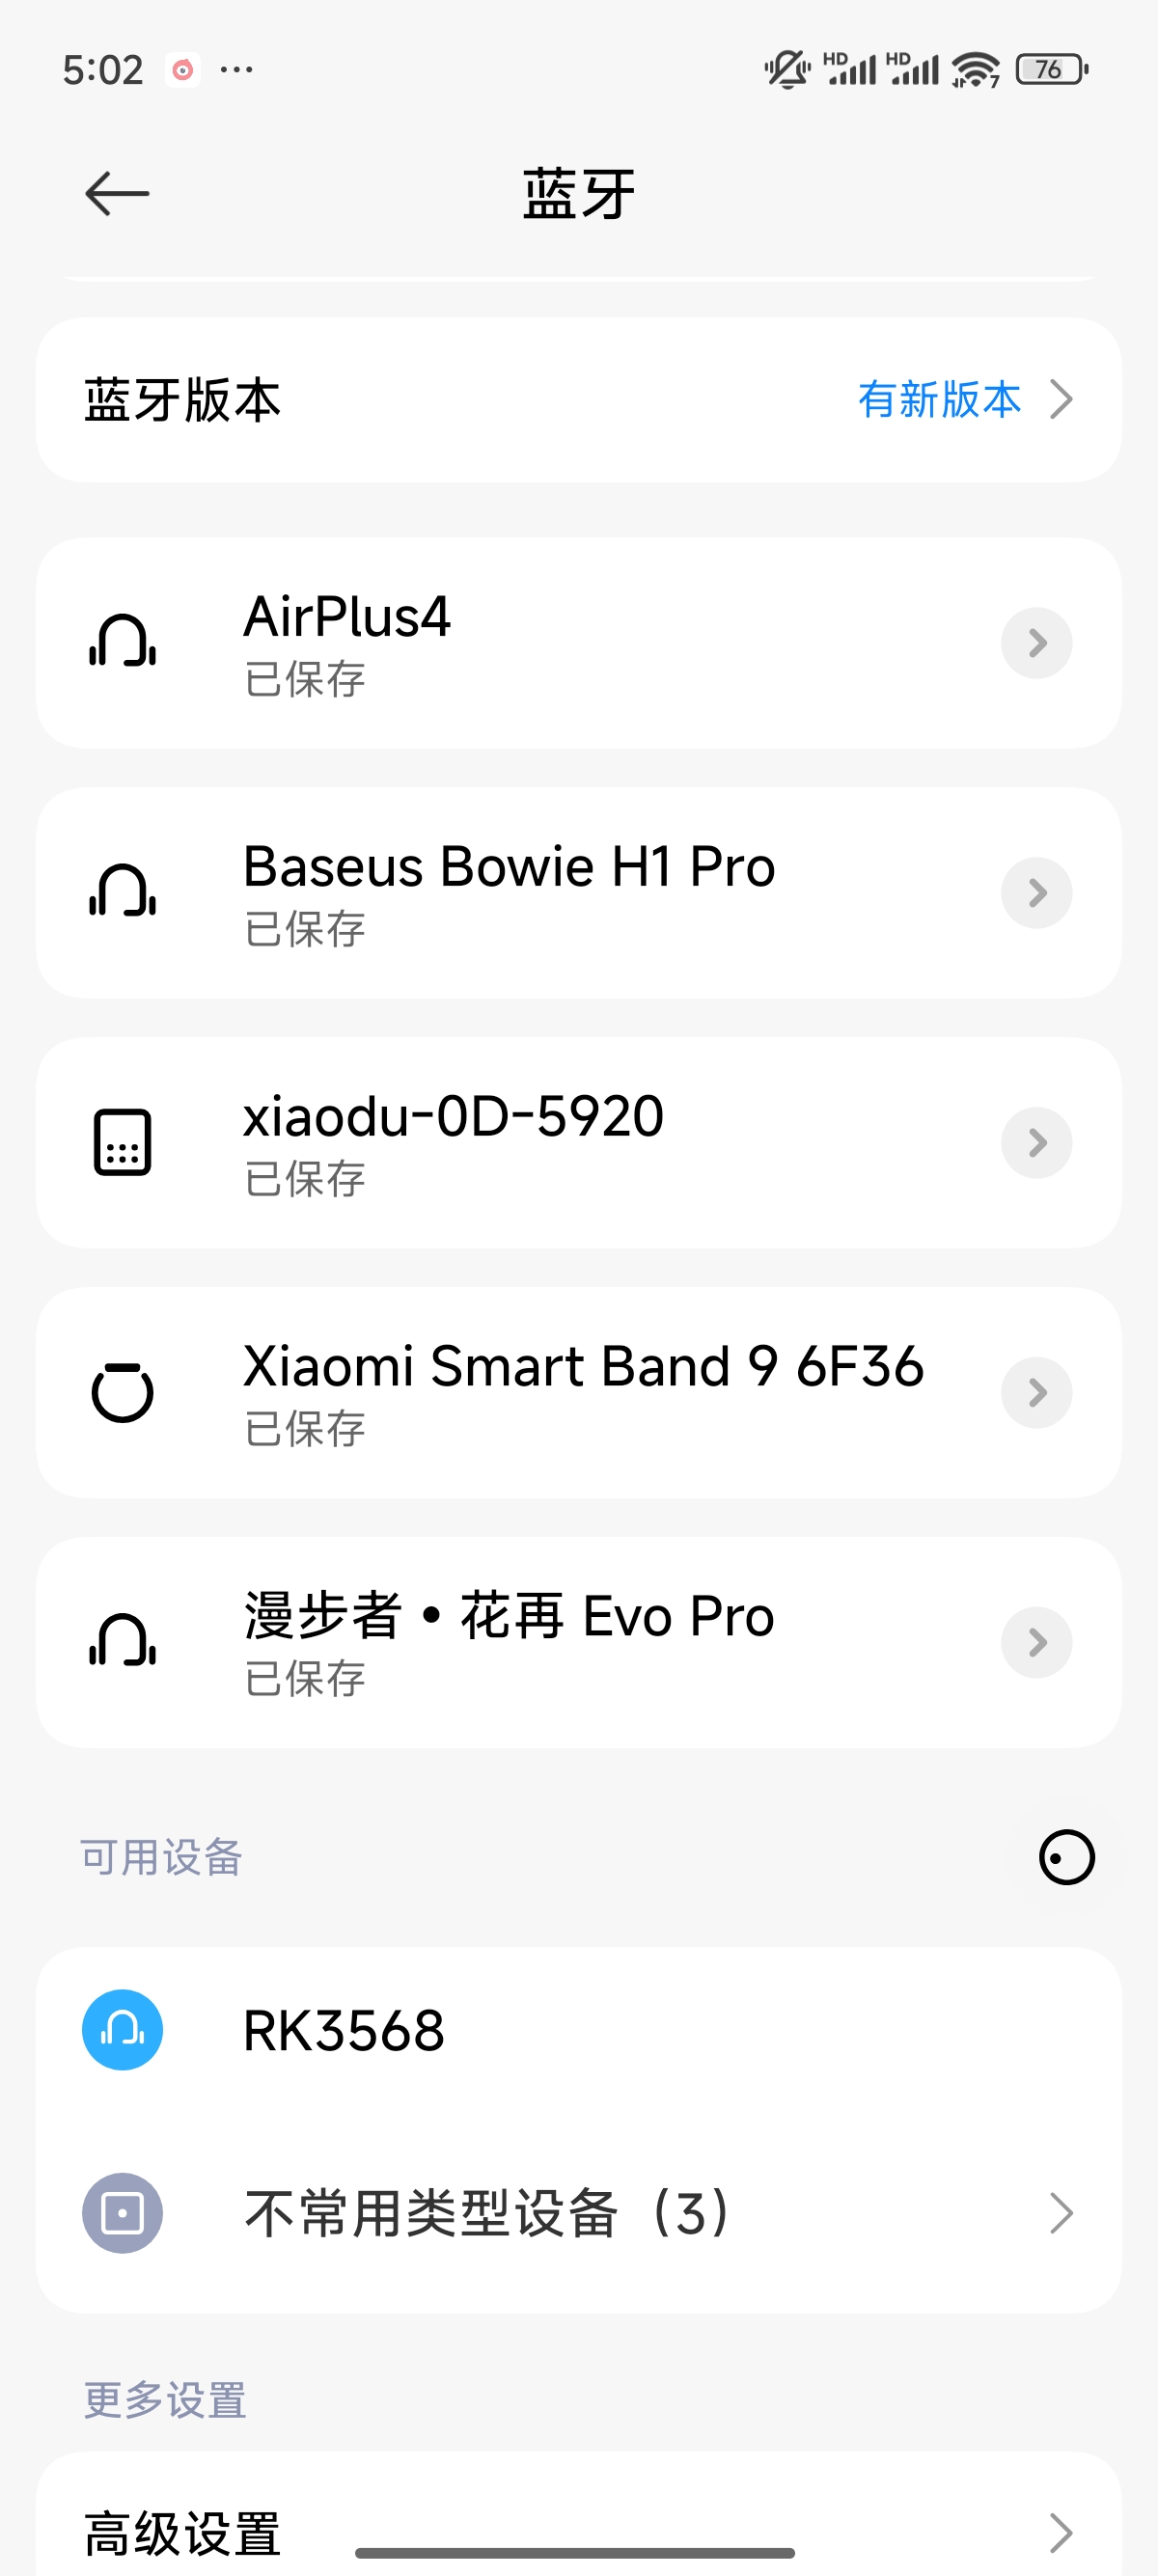 5:02
HD HD 7 76
蓝牙
蓝牙版本 有新版本
AirPlus4
已保存
Baseus Bowie H1 Pro
已保存
xiaodu-0D-5920
已保存
Xiaomi Smart Band 9 6F36
已保存
漫步者•花再 Evo Pro
已保存
可用设备
RK3568
不常用类型设备（3）
更多设置
高级设置